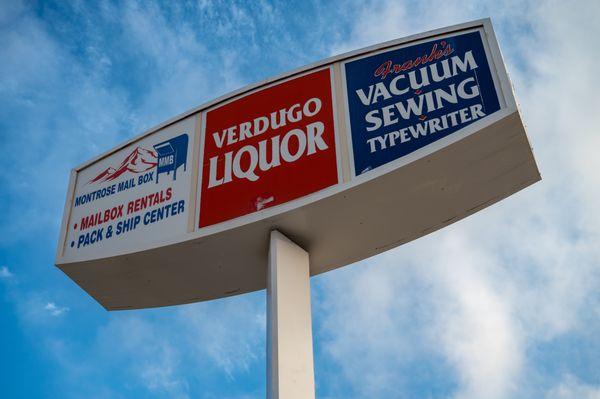 MMB
MONTROSE MAIL BOX
• MAILBOX RENTALS
• PACK & SHIP CENTER
VERDUGO
LIQUOR
Frank's
VACUUM
SEWING
TYPEWRITER